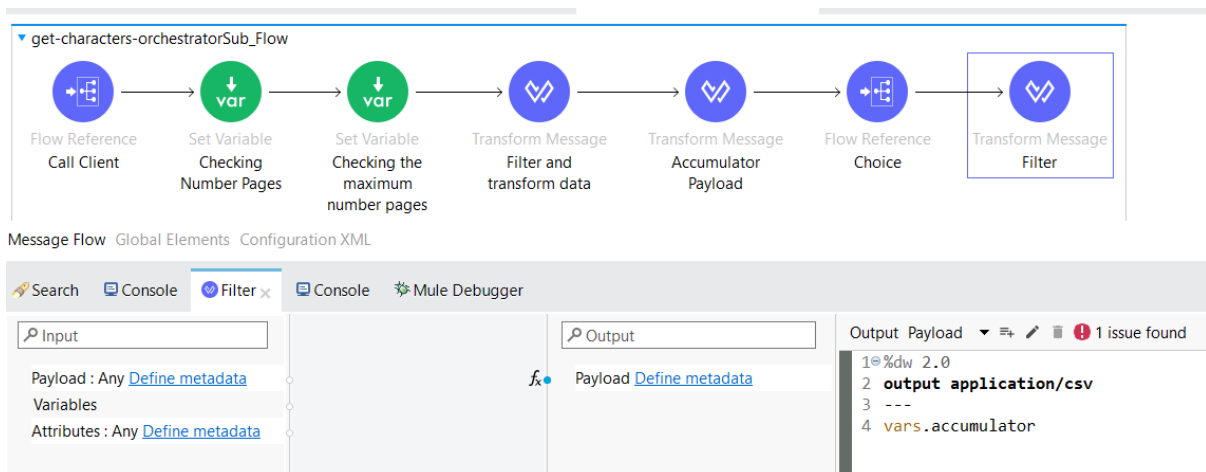 get-characters-orchestratorSub_Flow
var
var
Flow Reference
Set Variable
Set Variable
Transform Message
Transform Message
Flow Reference
Transform Message
Call Client
Checking
Number Pages
Checking the
maximum
number pages
Filter and
transform data
Accumulator
Payload
Choice
Filter
Message Flow Global Elements Configuration XML
Search Console Filter Console Mule Debugger
Input
Output
Output Payload 1 issue found
Payload : Any Define metadata
Variables
Attributes : Any Define metadata
fx
Payload Define metadata
1 %dw 2.0
2 output application/csv
3 ---
4 vars.accumulator